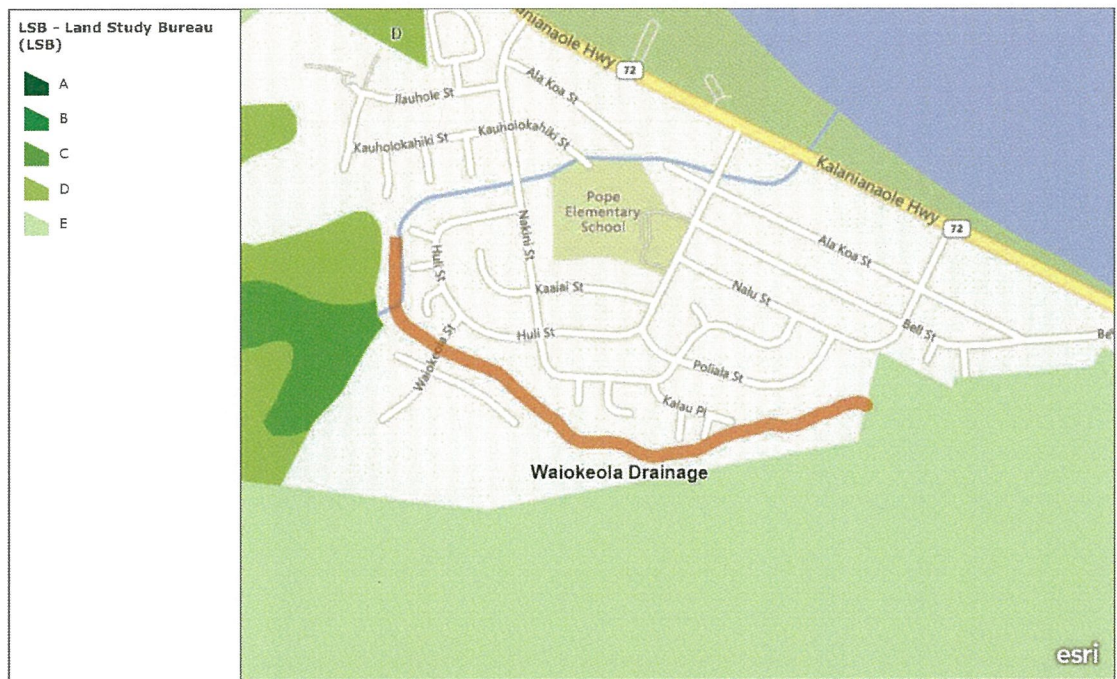 LSB - Land Study Bureau
(LSB)
A
B
C
D
E
D
Kalanianaole Hwy
72
Ala Koa St
Ilauhole St
Kauholokahiki St
Kauholokahiki St
Pope
Elementary
School
Kalanianaole Hwy
72
Nakini St
Huli St
Ala Koa St
Kaaiai St
Nalu St
Bell St
Be
Huli St
Waiokeola St
Poliala St
Kalau Pl
Waiokeola Drainage
esri